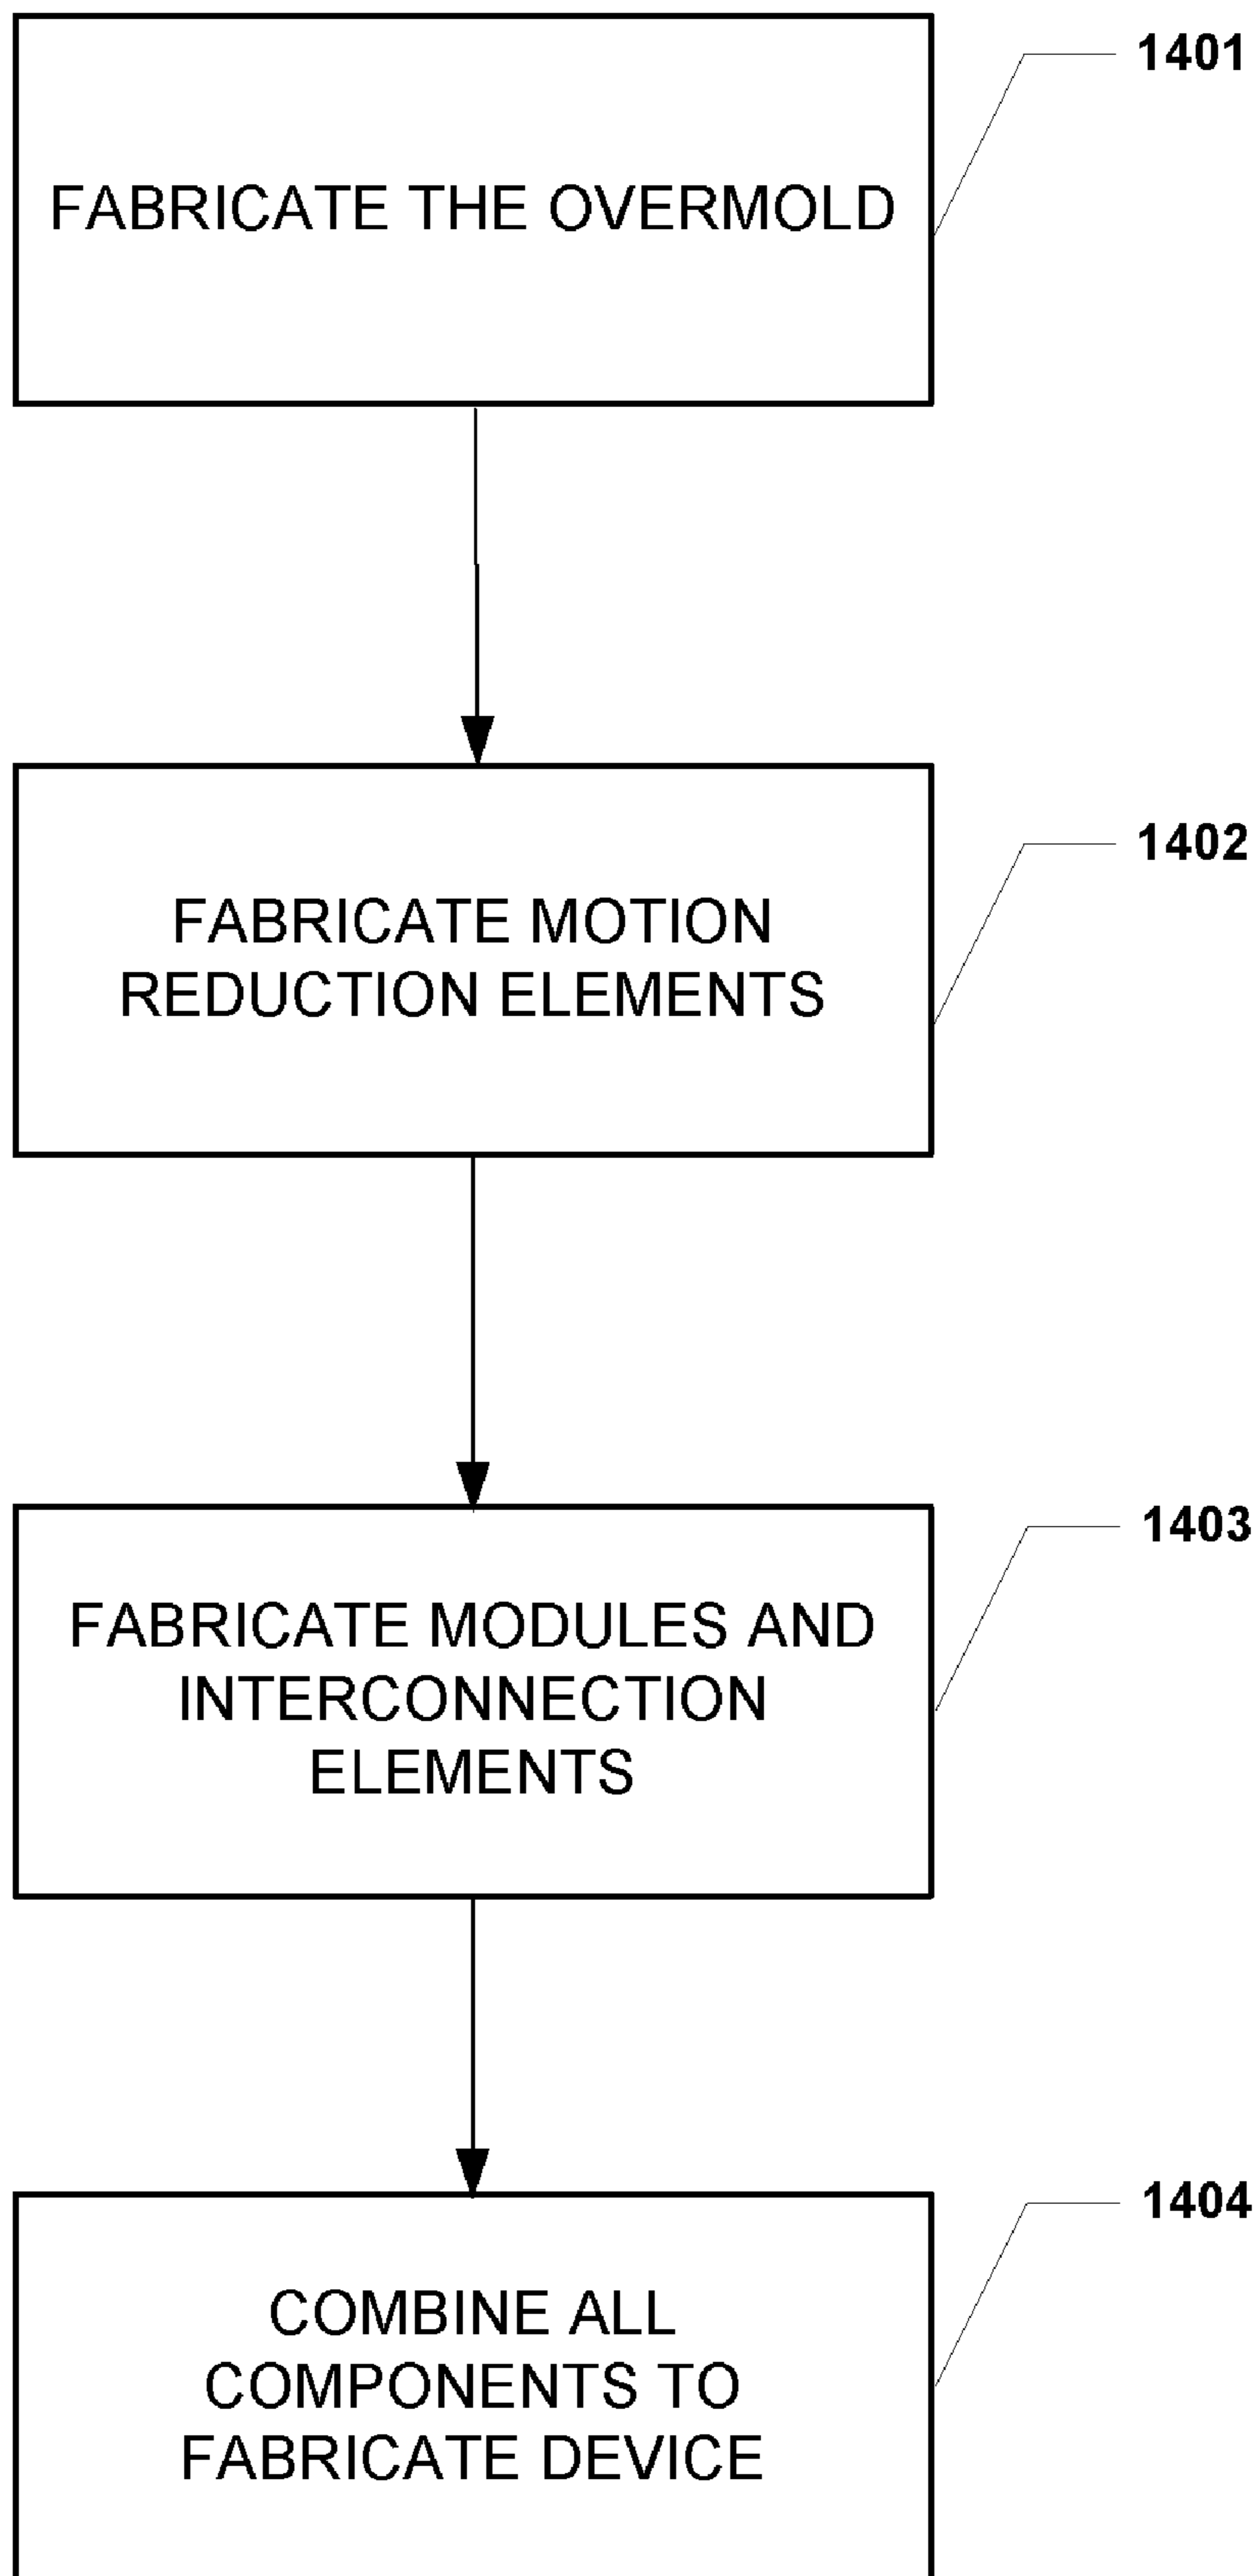 1401
FABRICATE THE OVERMOLD
1402
FABRICATE MOTION
REDUCTION ELEMENTS
1403
FABRICATE MODULES AND
INTERCONNECTION
ELEMENTS
1404
COMBINE ALL
COMPONENTS TO
FABRICATE DEVICE